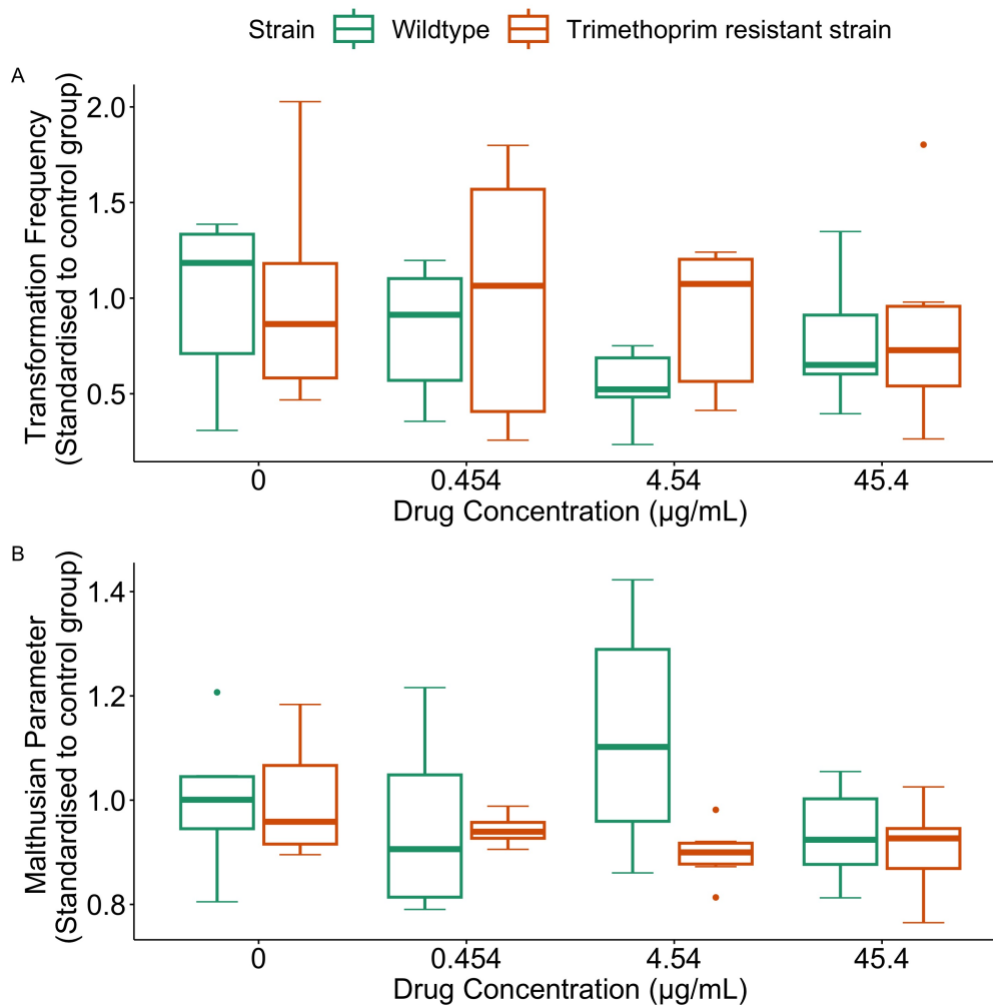 Strain Wildtype Trimethoprim resistant strain
A
Transformation Frequency
(Standardised to control group)
2.0
1.5
1.0
0.5
0 0.454 4.54 45.4
Drug Concentration (μg/mL)
B
Malthusian Parameter
(Standardised to control group)
1.4
1.2
1.0
0.8
0 0.454 4.54 45.4
Drug Concentration (μg/mL)